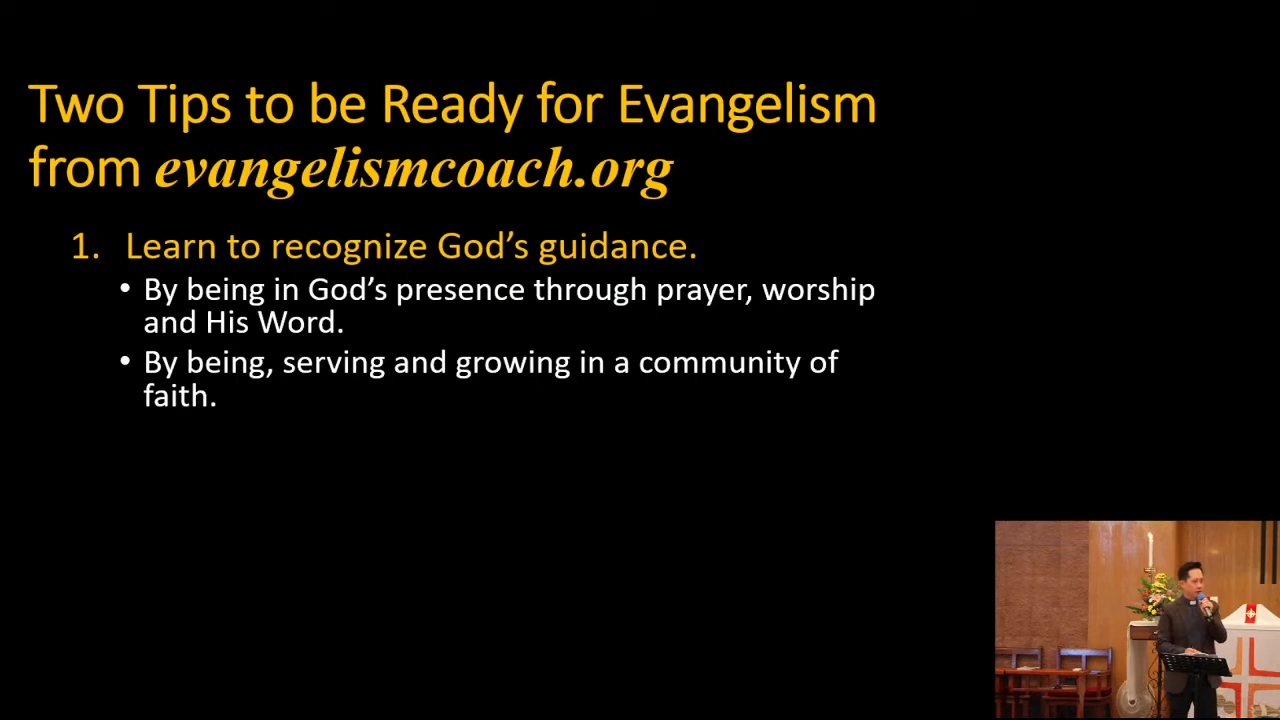 Two Tips to be Ready for Evangelism
from evangelismcoach.org
1. Learn to recognize God’s guidance.
• By being in God’s presence through prayer, worship
and His Word.
• By being, serving and growing in a community of
faith.